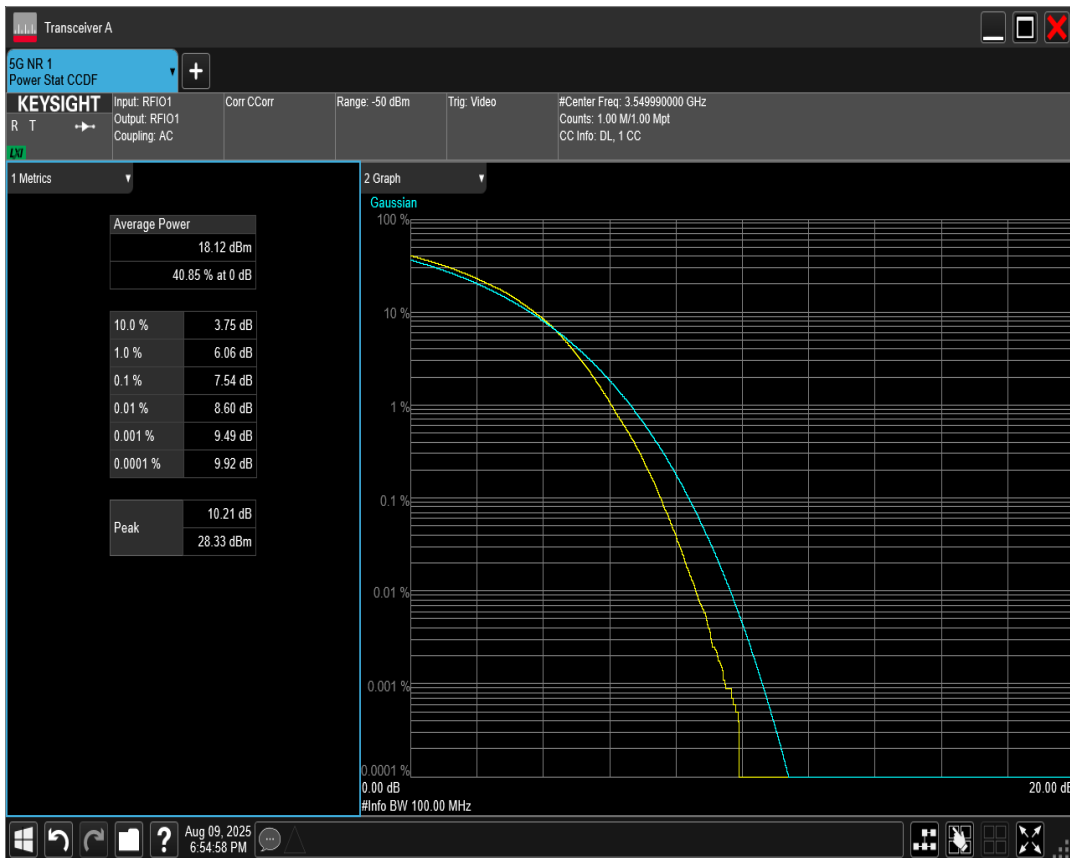 Transceiver A
5G NR 1
Power Stat CCDF
KEYSIGHT
R T
LXI
Input: RFIO1
Output: RFIO1
Coupling: AC
Corr CCorr
Range: -50 dBm
Trig: Video
#Center Freq: 3.549990000 GHz
Counts: 1.00 M/1.00 Mpt
CC Info: DL, 1 CC
1 Metrics
Average Power
18.12 dBm
40.85 % at 0 dB
10.0 % 3.75 dB
1.0 % 6.06 dB
0.1 % 7.54 dB
0.01 % 8.60 dB
0.001 % 9.49 dB
0.0001 % 9.92 dB
Peak
10.21 dB
28.33 dBm
2 Graph
Gaussian
100 %
10 %
1 %
0.1 %
0.01 %
0.001 %
0.0001 %
0.00 dB
20.00 dB
#Info BW 100.00 MHz
?
Aug 09, 2025
6:54:58 PM